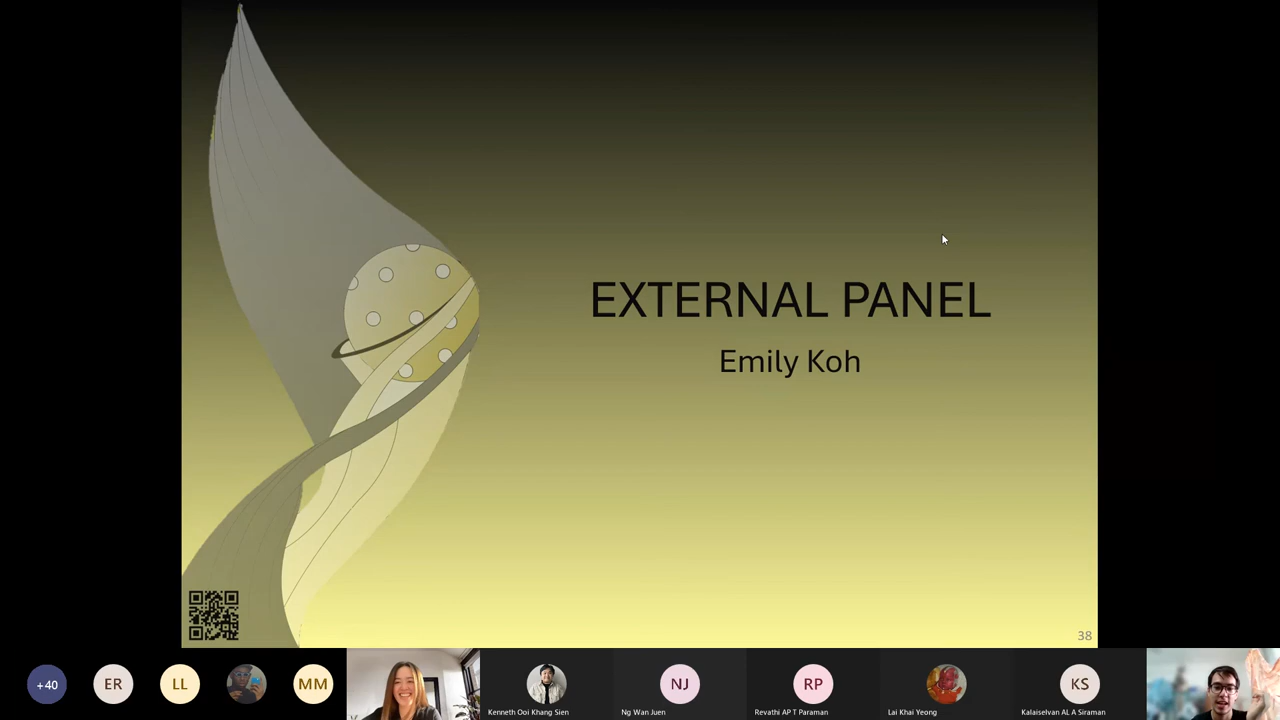 EXTERNAL PANEL
Emily Koh
38
+40
ER
LL
MM
Kenneth Ooi Khang Sien
NJ
Ng Wan Juen
RP
Revathi AP T Paraman
Lai Khai Yeong
KS
Kalaiselvan AL A Siraman